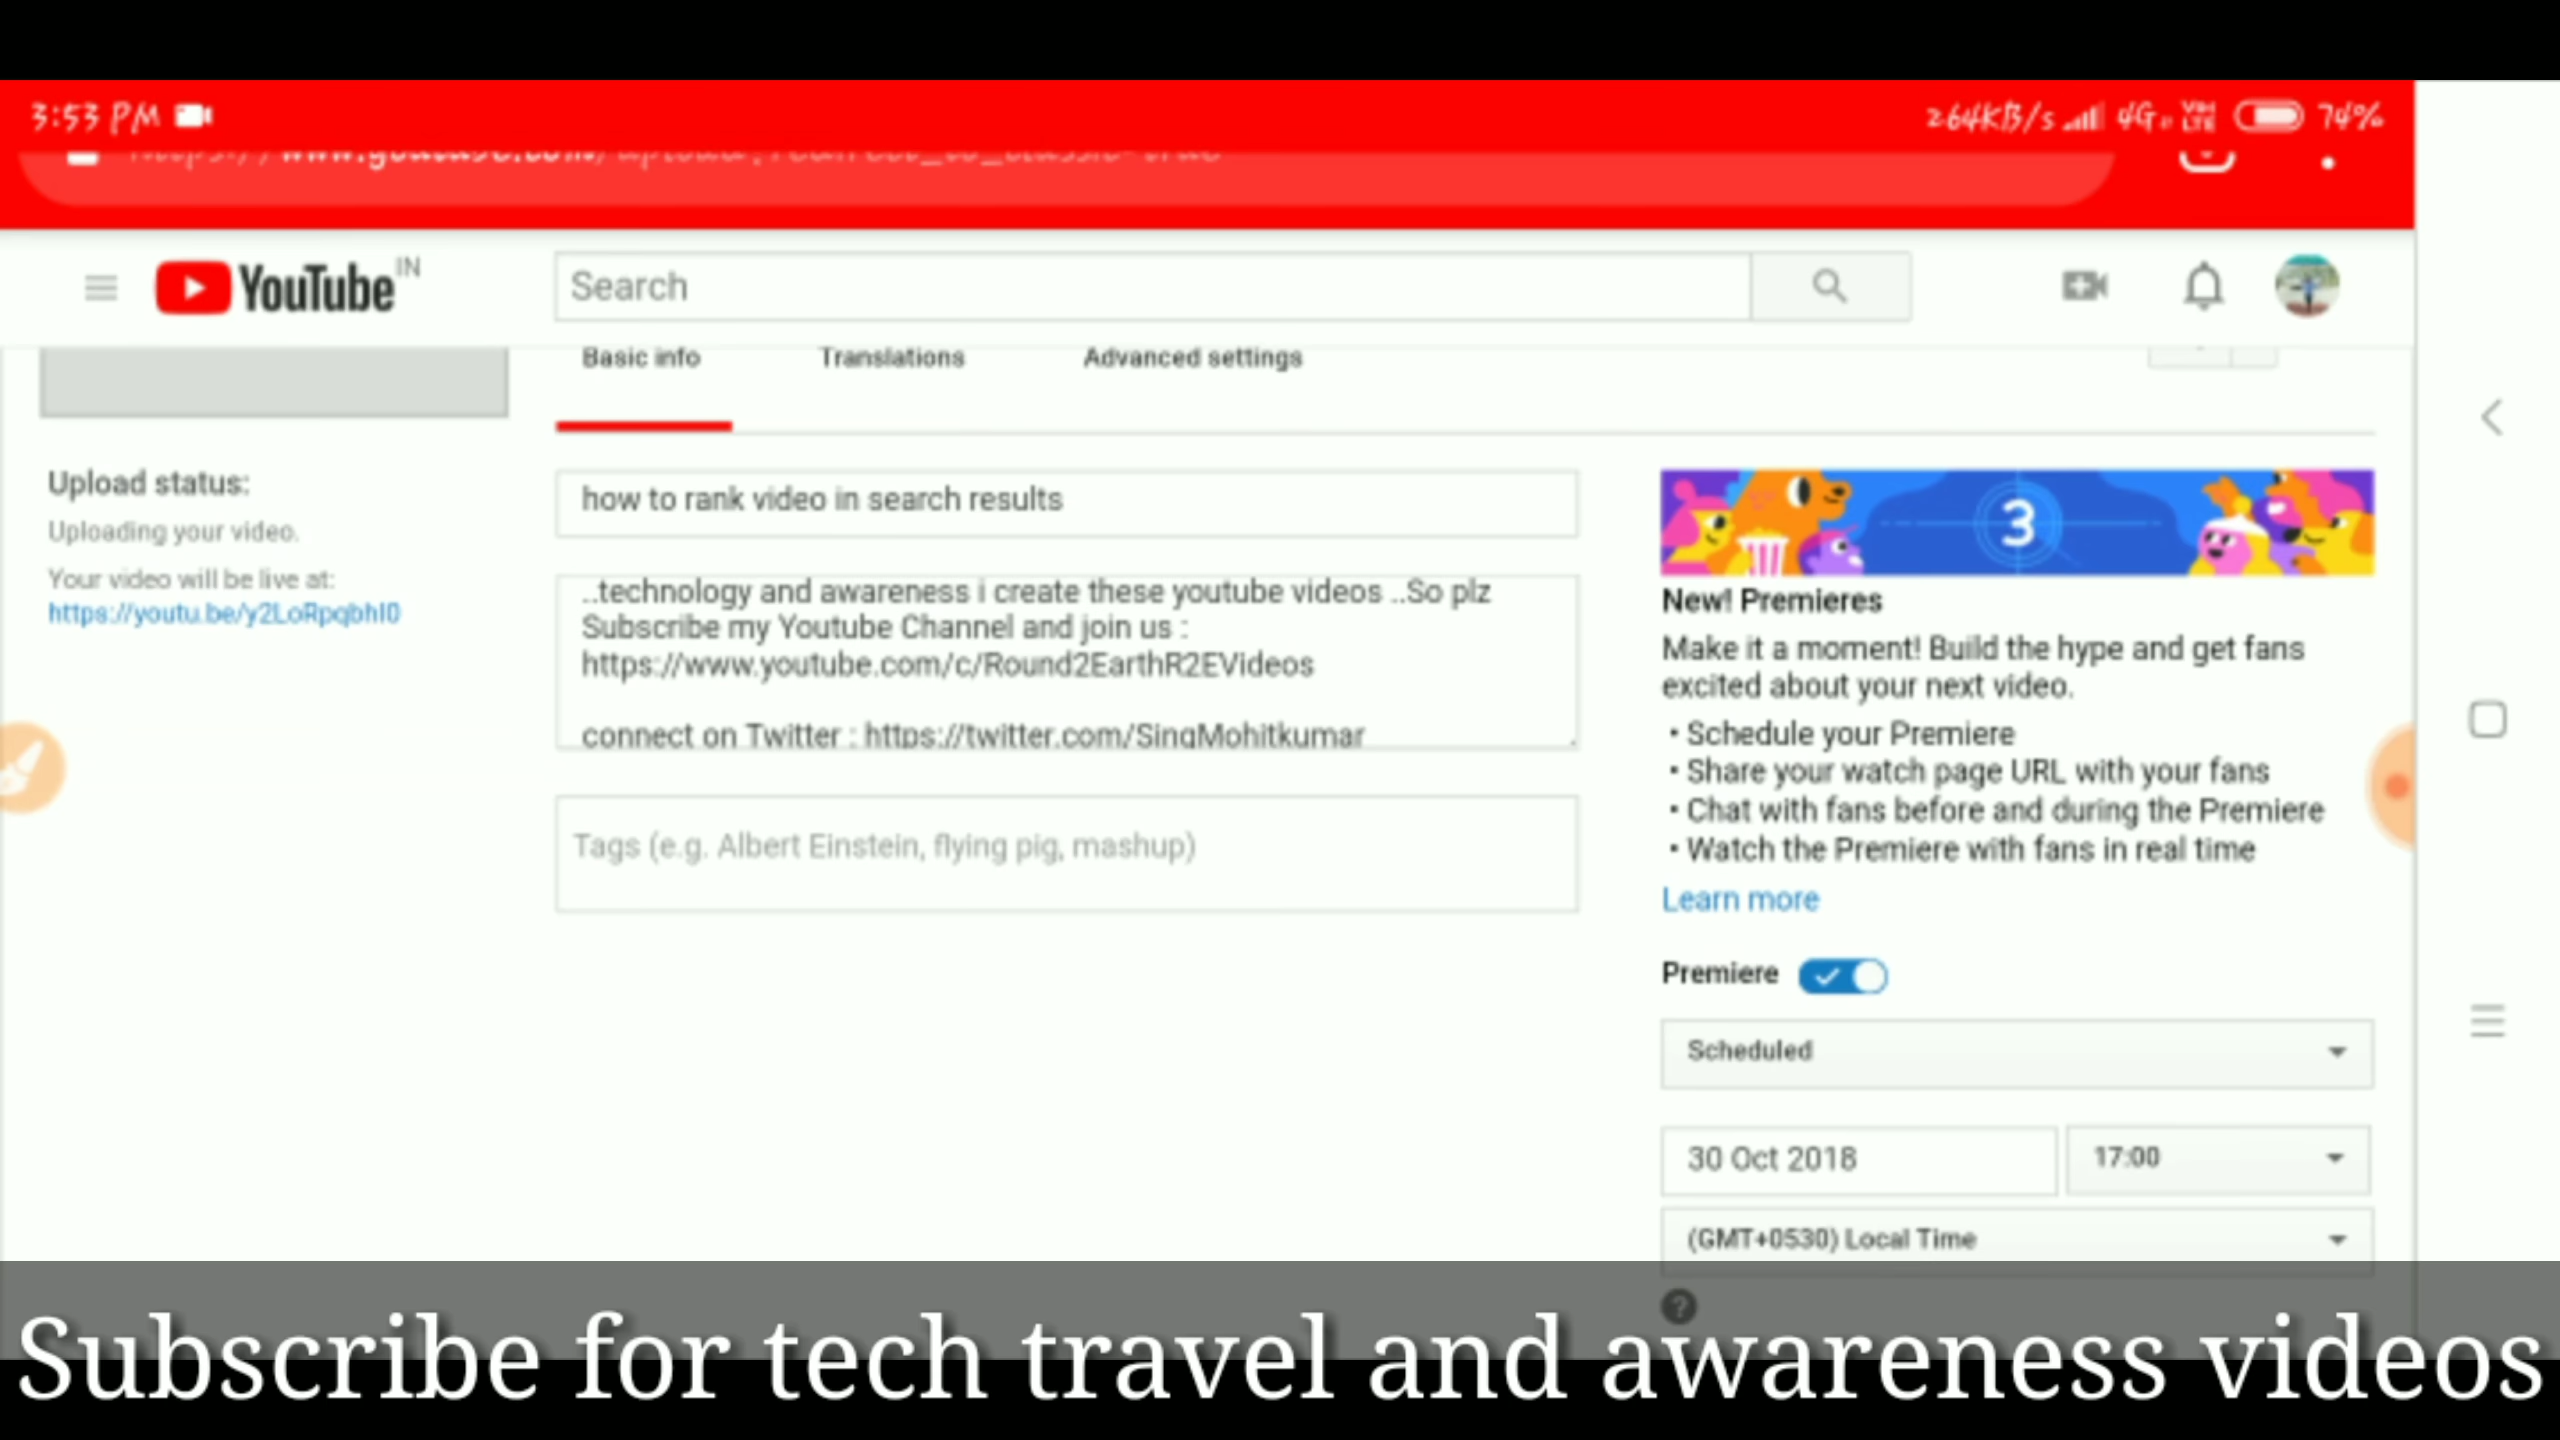 3:53 PM
264KB/s 4G VoLTE 74%
YouTube IN
Search
Basic info
Translations
Advanced settings
Upload status:
Uploading your video.
Your video will be live at:
https://youtu.be/y2LoRpqbhI0
how to rank video in search results
..technology and awareness i create these youtube videos ..So plz
Subscribe my Youtube Channel and join us :
https://www.youtube.com/c/Round2EarthR2EVideos
connect on Twitter : https://twitter.com/SingMohitkumar
Tags (e.g. Albert Einstein, flying pig, mashup)
3
New! Premieres
Make it a moment! Build the hype and get fans
excited about your next video.
• Schedule your Premiere
• Share your watch page URL with your fans
• Chat with fans before and during the Premiere
• Watch the Premiere with fans in real time
Learn more
Premiere
Scheduled
30 Oct 2018
17:00
(GMT+0530) Local Time
?
Subscribe for tech travel and awareness videos